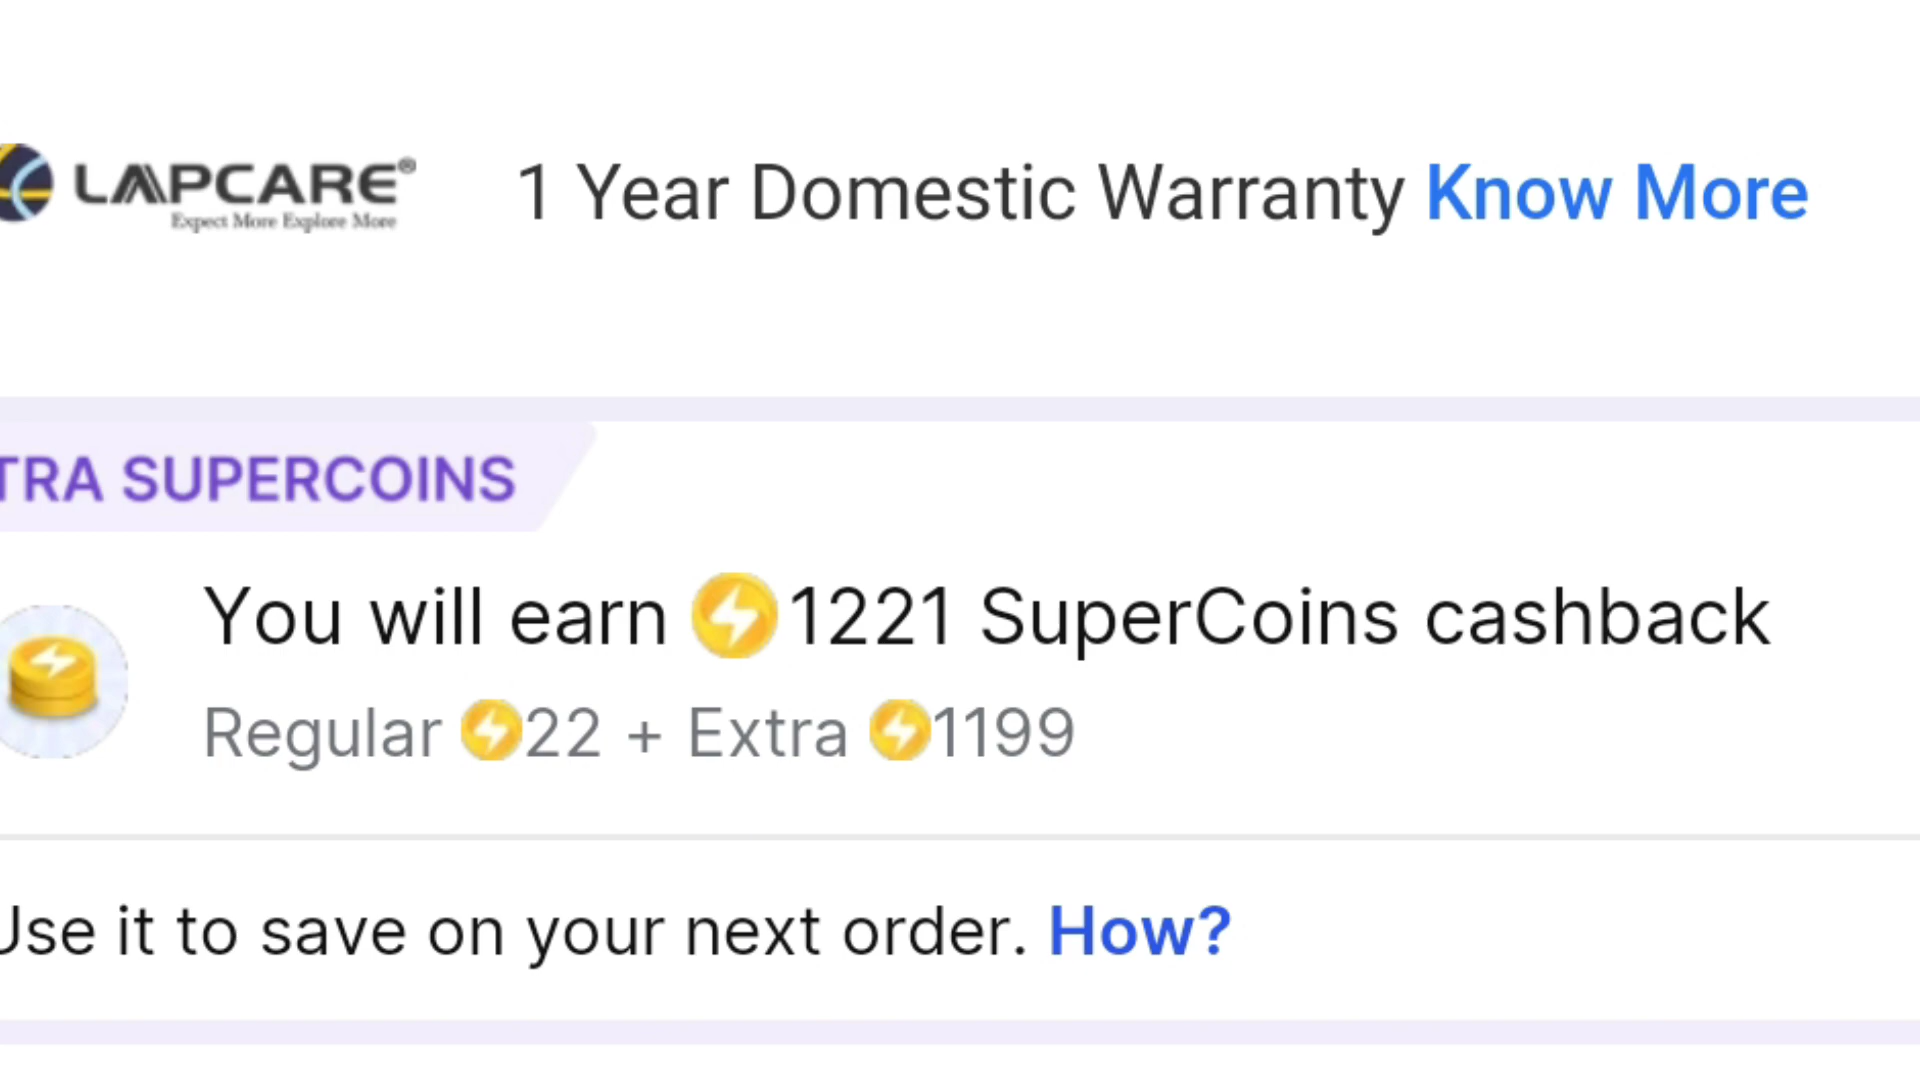 LAPCARE®
Expect More Explore More
1 Year Domestic Warranty Know More
TRA SUPERCOINS
You will earn 1221 SuperCoins cashback
Regular 22 + Extra 1199
Use it to save on your next order. How?